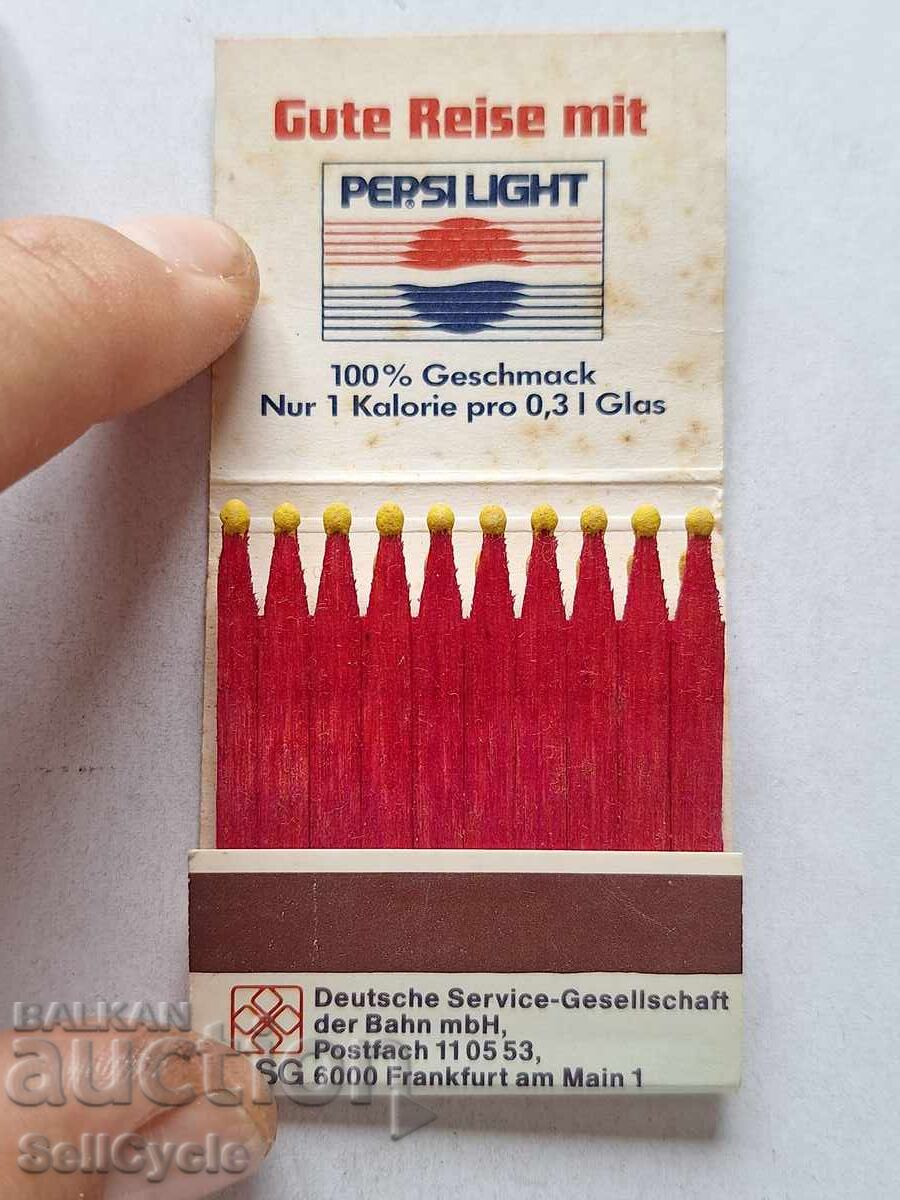 Gute Reise mit
PEPSI LIGHT
®
100% Geschmack
Nur 1 Kalorie pro 0,3 l Glas
Deutsche Service-Gesellschaft
der Bahn mbH,
Postfach 11 05 53,
SG 6000 Frankfurt am Main 1
BALKAN
auction
SellCycle